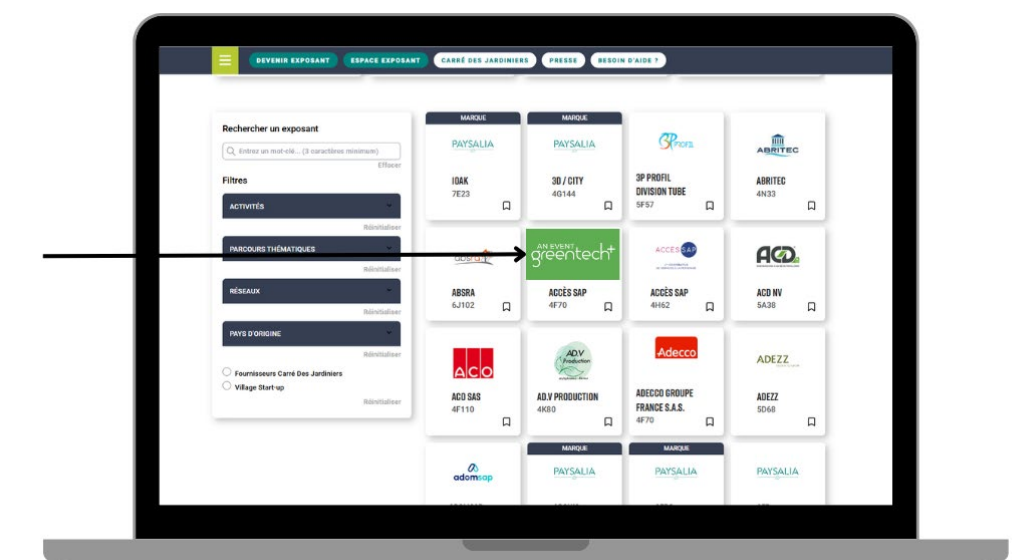 DEVENIR EXPOSANT
ESPACE EXPOSANT
CARRÉ DES JARDINIERS
PRESSE
BESOIN D'AIDE ?
Rechercher un exposant
Entrez un mot-clé... (3 caractères minimum)
Effacer
Filtres
ACTIVITÉS
Réinitialiser
PARCOURS THÉMATIQUES
Réinitialiser
RÉSEAUX
Réinitialiser
PAYS D'ORIGINE
Réinitialiser
Fournisseurs Carré Des Jardiniers
Village Start-up
Réinitialiser
MARQUE
PAYSALIA
10AK
7E23
MARQUE
PAYSALIA
3D / CITY
4G144
3P PROFIL
DIVISION TUBE
5F57
ABRITEC
ABRITEC
4N33
ABSRA
6J102
AN EVENT
greentech+
ACCÈS SAP
4F70
ACCES SAP
ACCÈS SAP
4H62
ACD
ACD NV
5A38
ACO
ACO SAS
4F110
AD.V
Production
AD.V PRODUCTION
4K80
Adecco
ADECCO GROUPE
FRANCE S.A.S.
4F70
ADEZZ
ADEZZ
5D68
adomsap
MARQUE
PAYSALIA
MARQUE
PAYSALIA
PAYSALIA